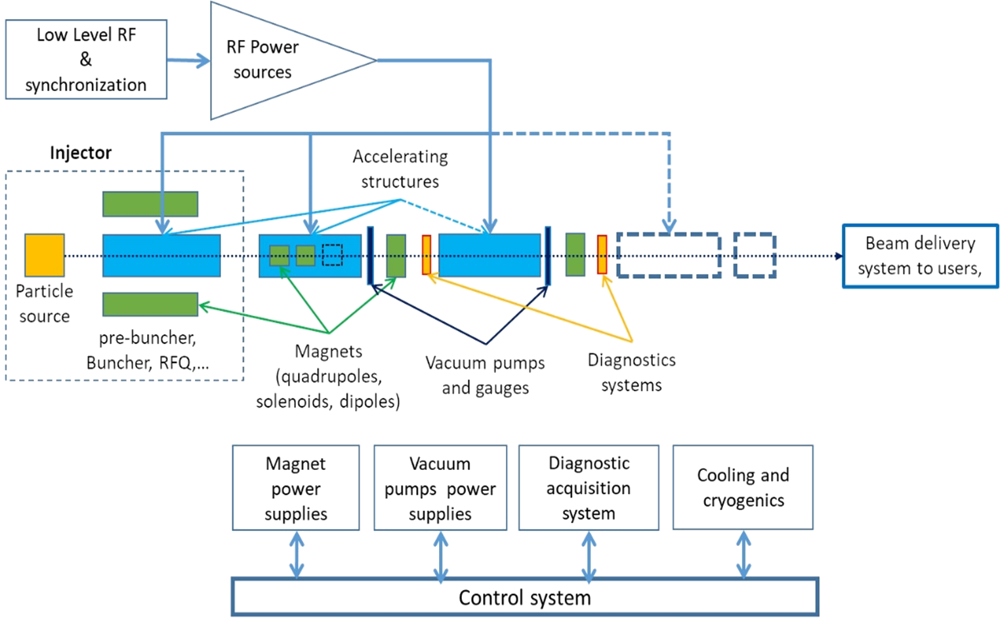 Low Level RF
&
synchronization
RF Power
sources
Injector
Accelerating
structures
Particle
source
pre-buncher,
Buncher, RFQ,...
Magnets
(quadrupoles,
solenoids, dipoles)
Vacuum pumps
and gauges
Diagnostics
systems
Beam delivery
system to users,
Magnet
power
supplies
Vacuum
pumps power
supplies
Diagnostic
acquisition
system
Cooling and
cryogenics
Control system